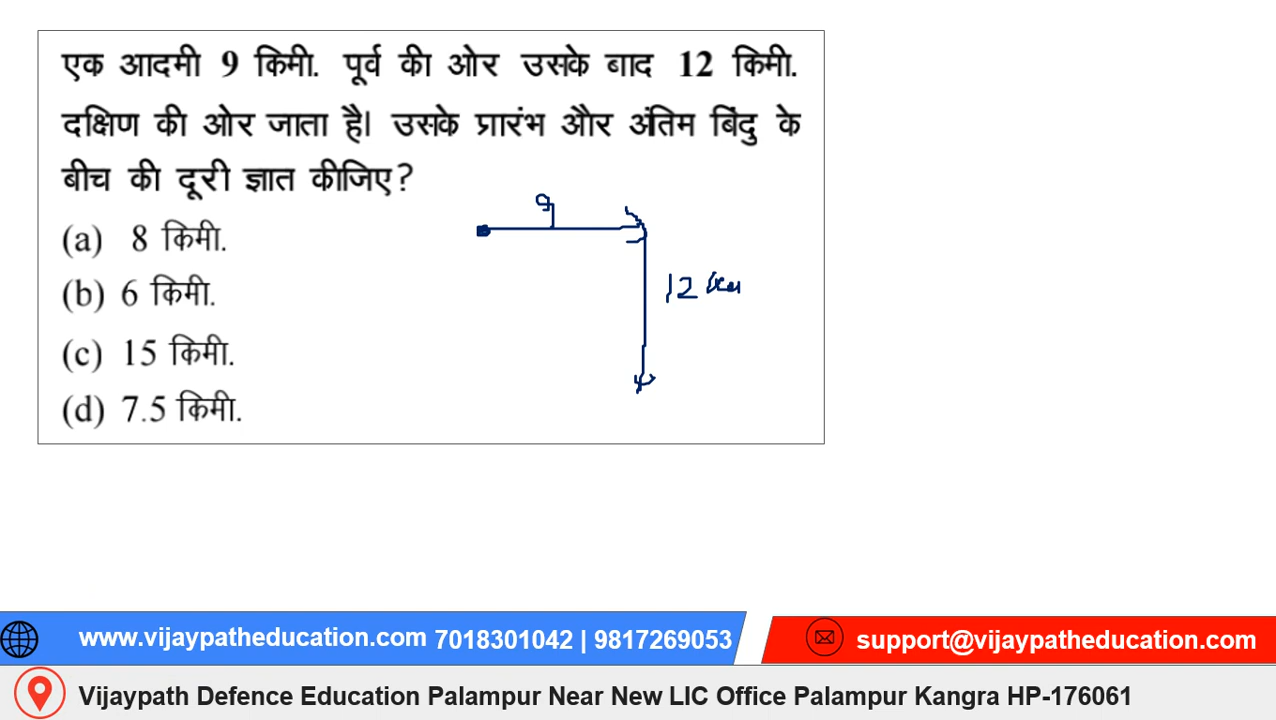 एक आदमी 9 किमी. पूर्व की ओर उसके बाद 12 किमी.
दक्षिण की ओर जाता है। उसके प्रारंभ और अंतिम बिंदु के
बीच की दूरी ज्ञात कीजिए?
(a) 8 किमी.
(b) 6 किमी.
(c) 15 किमी.
(d) 7.5 किमी.
9
12 km
www.vijaypatheducation.com 7018301042 | 9817269053
support@vijaypatheducation.com
Vijaypath Defence Education Palampur Near New LIC Office Palampur Kangra HP-176061